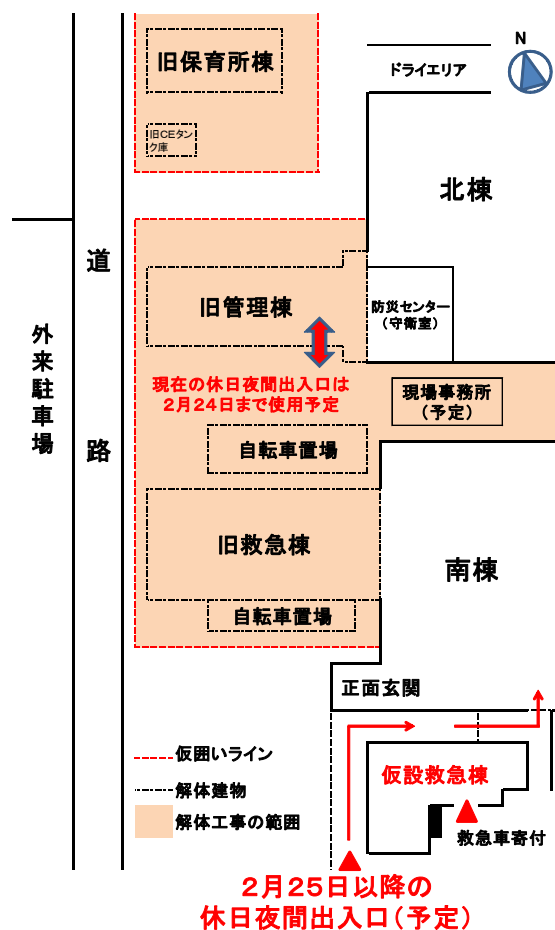 旧保育所棟
ドライエリア
N
旧CEタン
ク庫
北棟
道
路
外来駐車場
旧管理棟
防災センター
（守衛室）
現在の休日夜間出入口は
２月２４日まで使用予定
現場事務所
（予定）
自転車置場
旧救急棟
南棟
自転車置場
正面玄関
仮囲いライン
解体建物
解体工事の範囲
仮設救急棟
救急車寄付
２月２５日以降の
休日夜間出入口（予定）